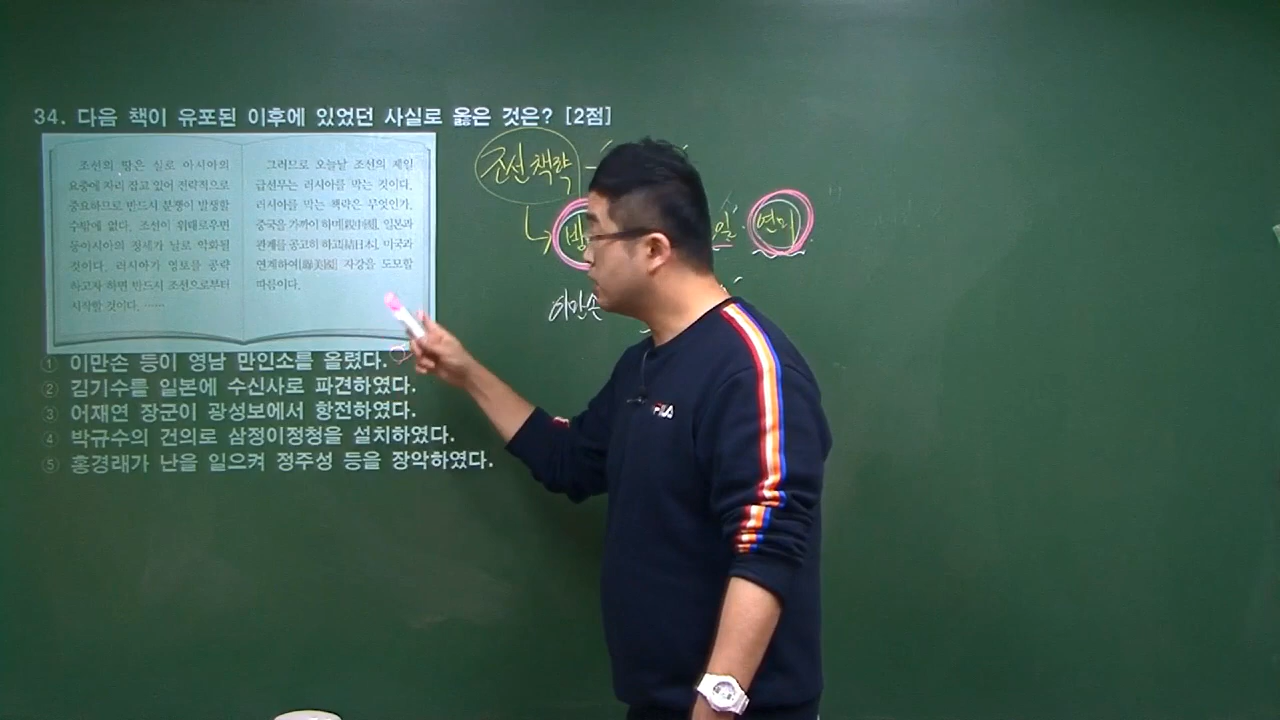 34. 다음 책이 유포된 이후에 있었던 사실로 옳은 것은? [2점]
조선의 땅은 실로 아시아의
요충에 자리 잡고 있어 전략적으로
중요하므로 반드시 분쟁이 발생할
수밖에 없다. 조선이 위태로우면
동아시아의 정세가 날로 악화될
것이다. 러시아가 영토를 공략
하고자 하면 반드시 조선으로부터
시작할 것이다. ……
그러므로 오늘날 조선의 제일
급선무는 러시아를 막는 것이다.
러시아를 막는 책략은 무엇인가.
중국을 가까이 하며[親中國], 일본과
관계를 공고히 하고[結日本], 미국과
연계하여[聯美國] 자강을 도모할
따름이다.
① 이만손 등이 영남 만인소를 올렸다.
② 김기수를 일본에 수신사로 파견하였다.
③ 어재연 장군이 광성보에서 항전하였다.
④ 박규수의 건의로 삼정이정청을 설치하였다.
⑤ 홍경래가 난을 일으켜 정주성 등을 장악하였다.
조선책략
일 · 연미
이만손
FILA